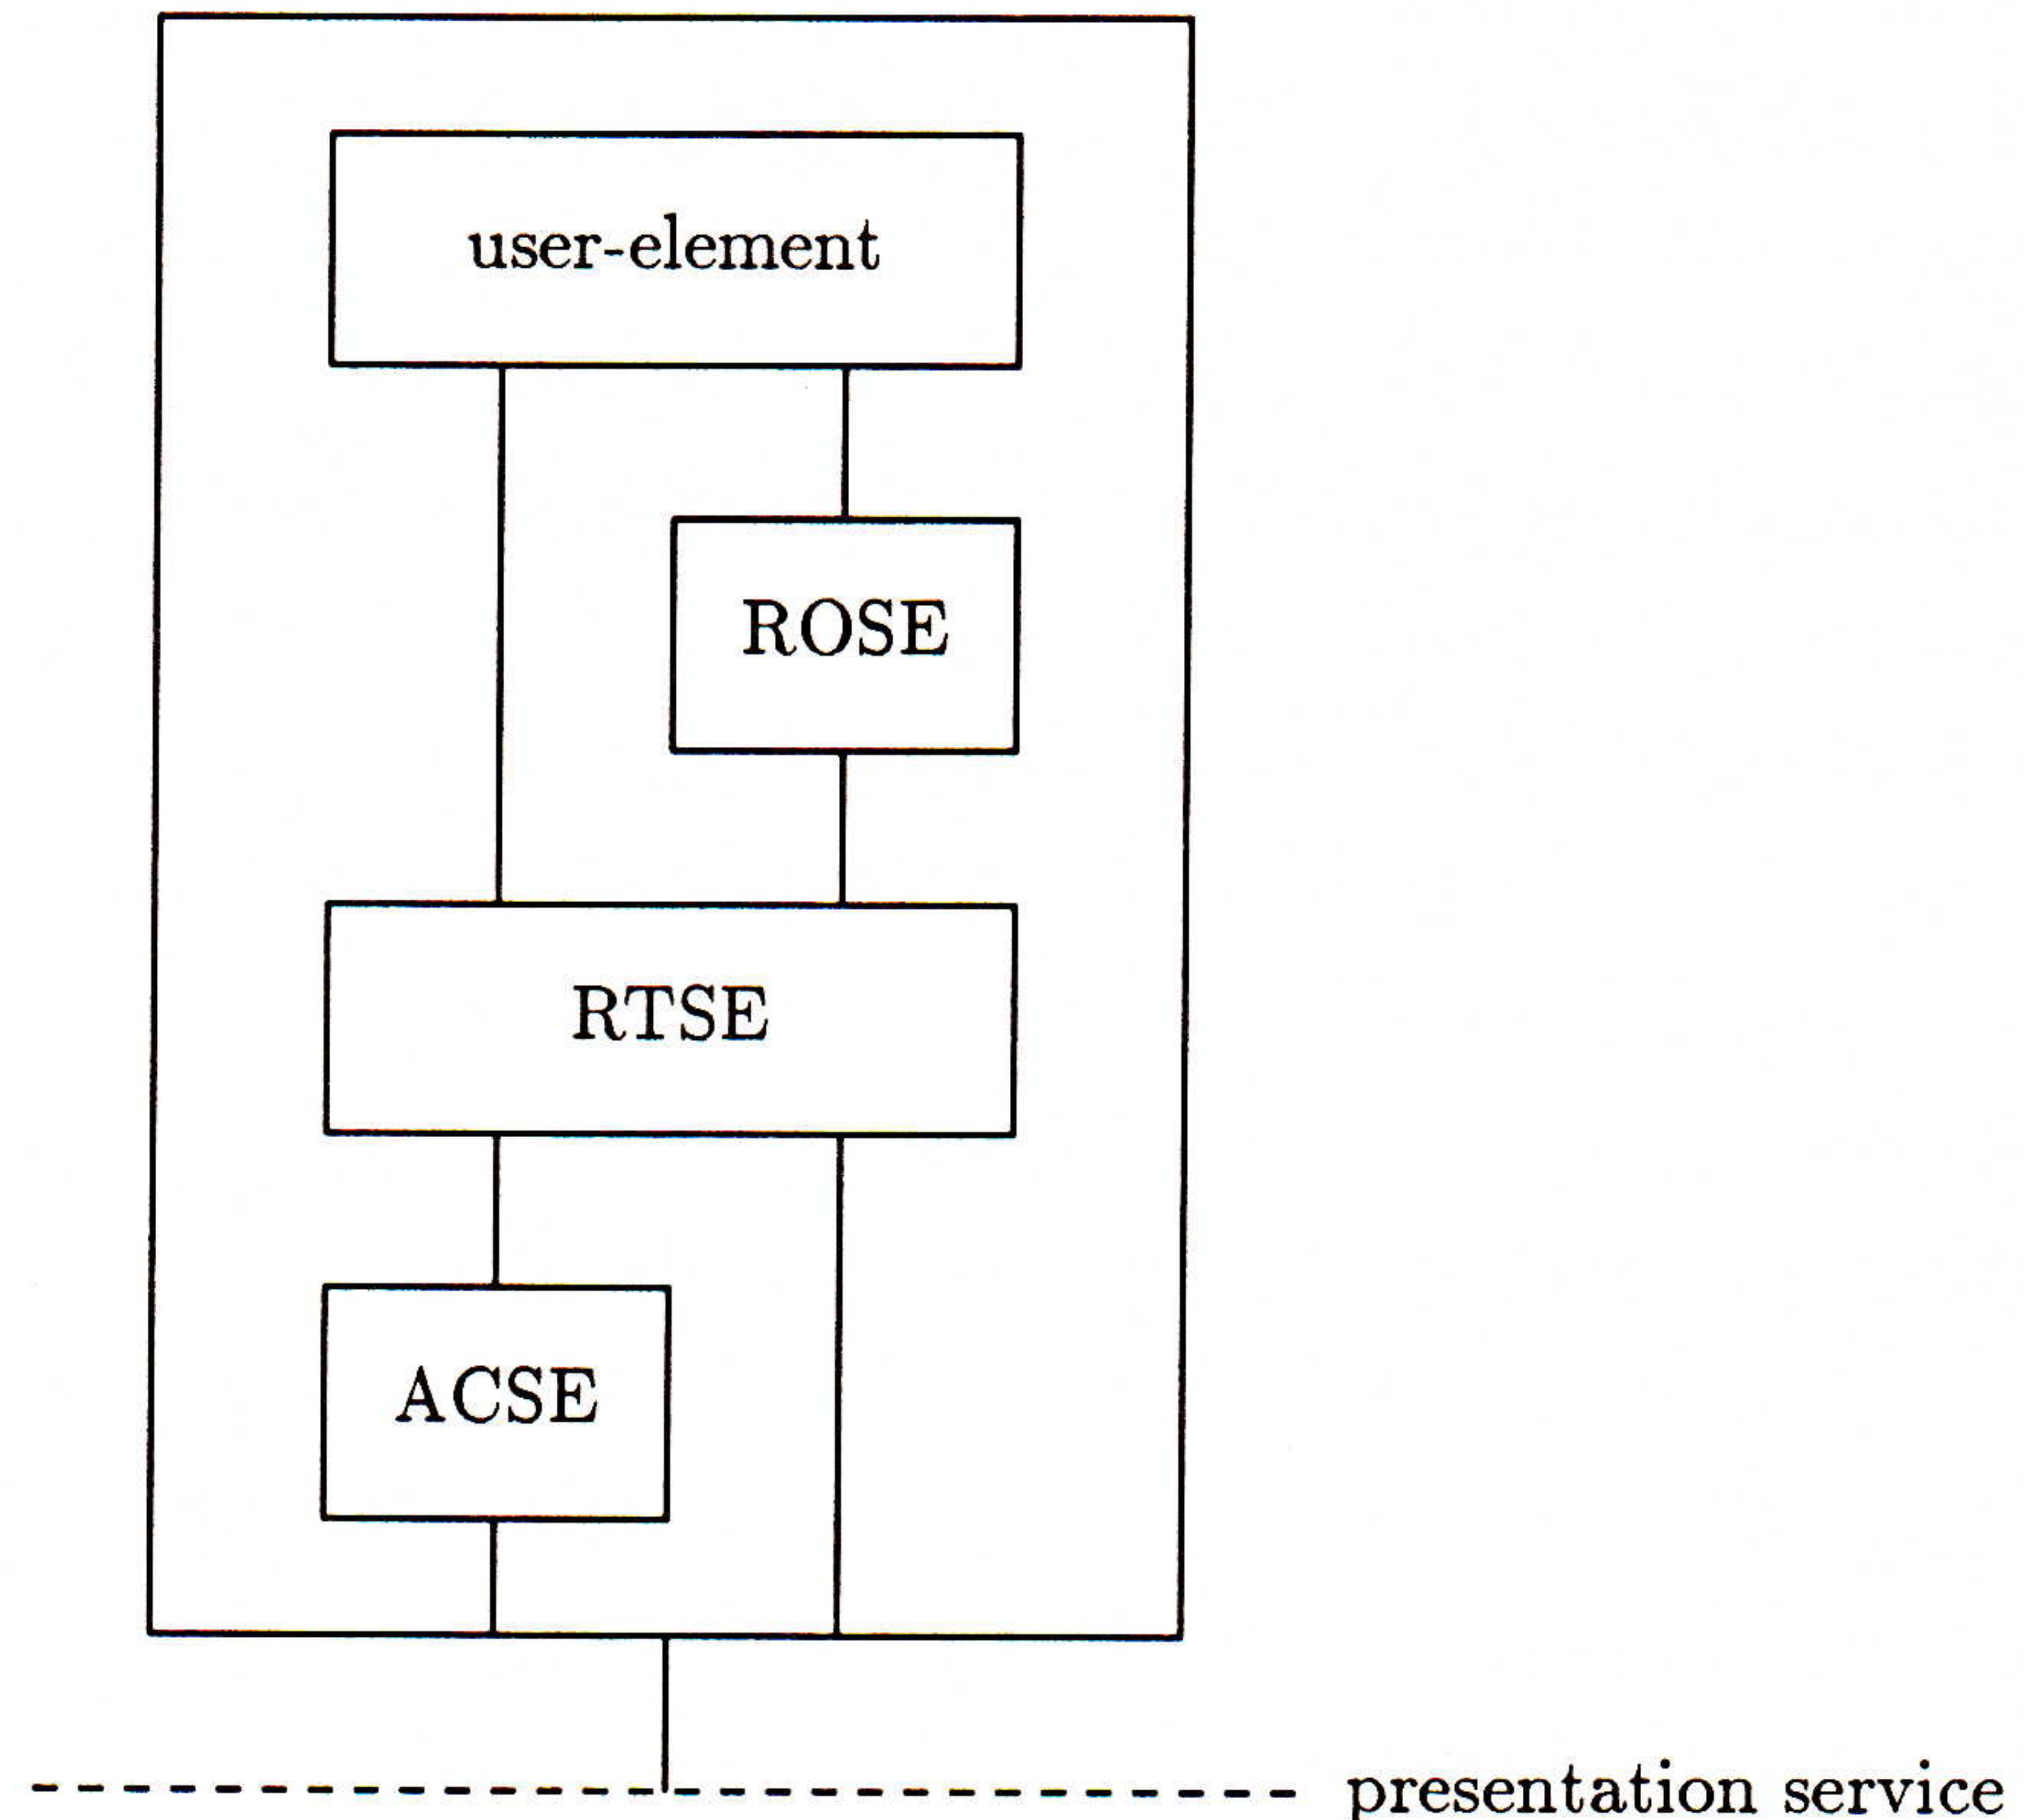 user-element
ROSE
RTSE
ACSE
presentation service